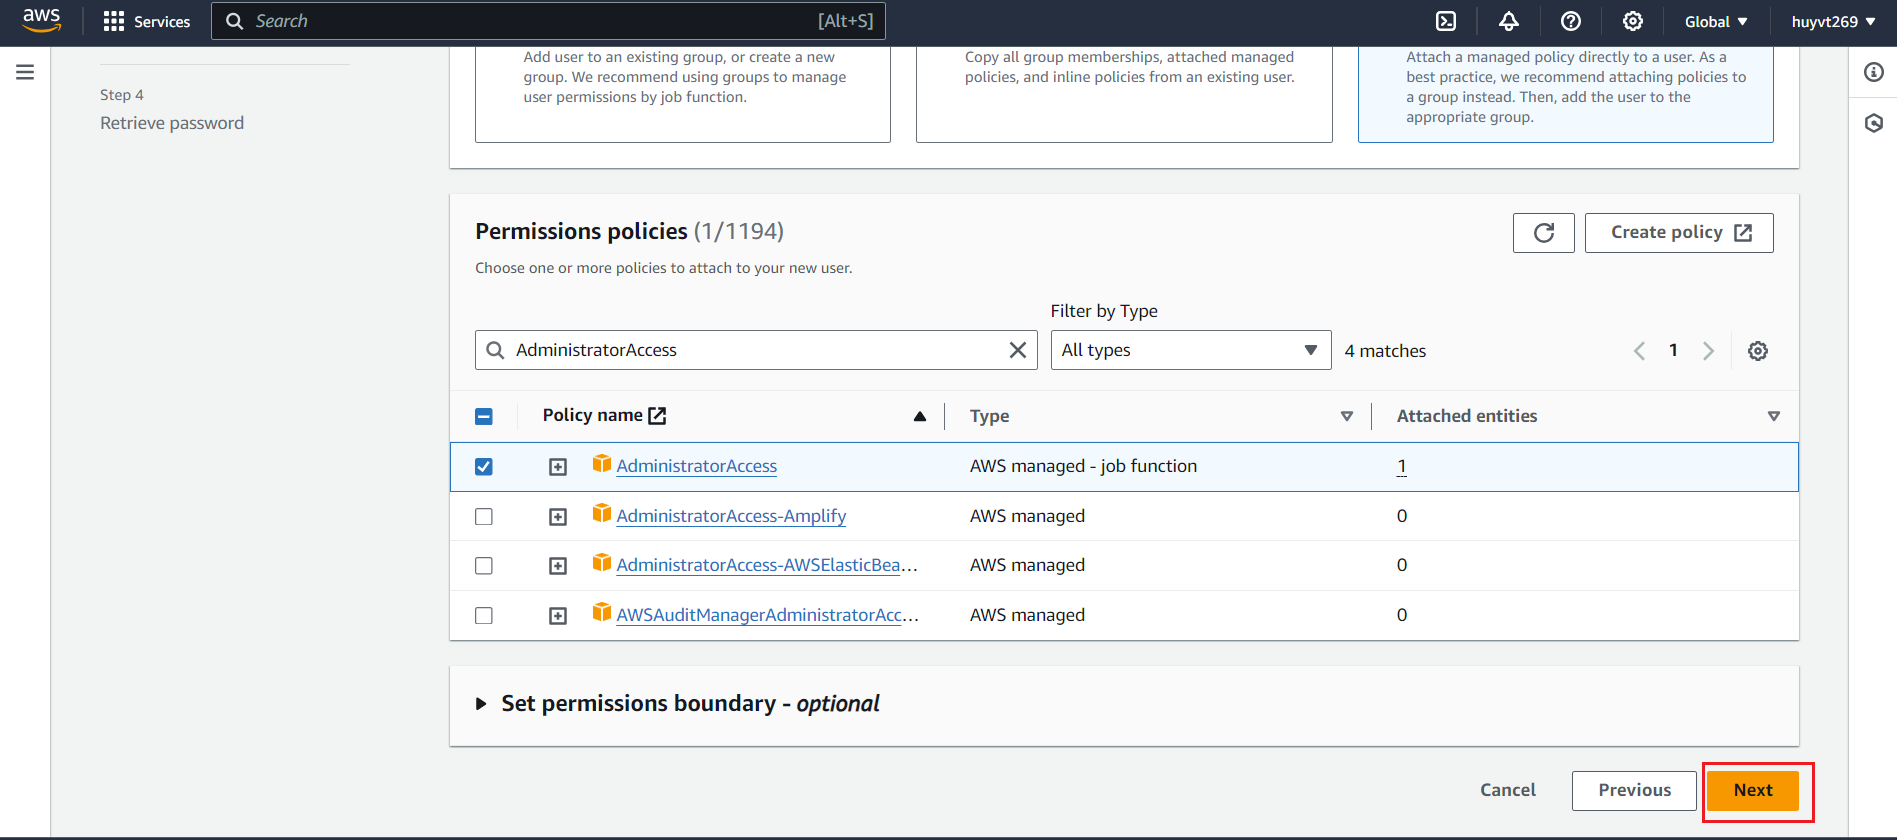 aws
Services
Search
[Alt+S]
Global
huyvt269
Step 4
Retrieve password
Add user to an existing group, or create a new
group. We recommend using groups to manage
user permissions by job function.
Copy all group memberships, attached managed
policies, and inline policies from an existing user.
Attach a managed policy directly to a user. As a
best practice, we recommend attaching policies to
a group instead. Then, add the user to the
appropriate group.
Permissions policies (1/1194)
Create policy
Choose one or more policies to attach to your new user.
Filter by Type
AdministratorAccess
All types
4 matches
1
Policy name
Type
Attached entities
AdministratorAccess
AWS managed - job function
1
AdministratorAccess-Amplify
AWS managed
0
AdministratorAccess-AWSElasticBea...
AWS managed
0
AWSAuditManagerAdministratorAcc...
AWS managed
0
Set permissions boundary - optional
Cancel
Previous
Next